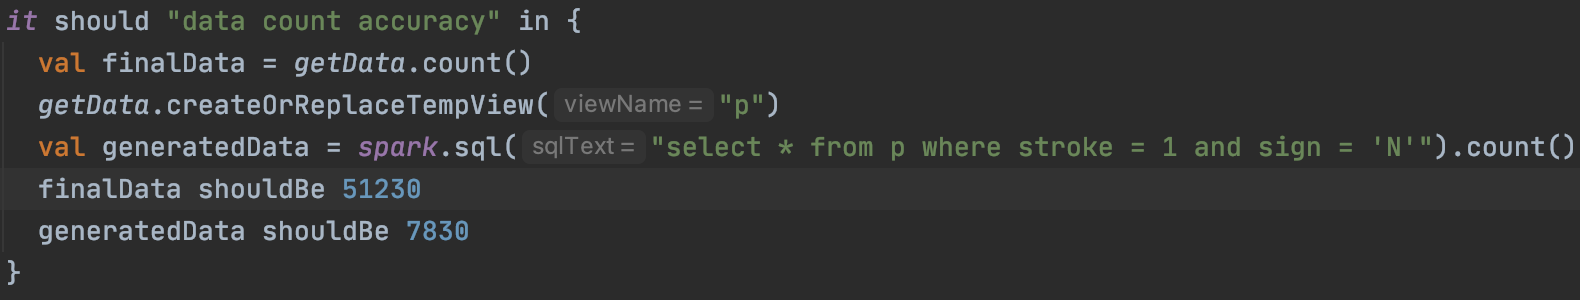 it should "data count accuracy" in {
val finalData = getData.count()
getData.createOrReplaceTempView( viewName = "p")
val generatedData = spark.sql( sqlText = "select * from p where stroke = 1 and sign = 'N'").count()
finalData shouldBe 51230
generatedData shouldBe 7830
}